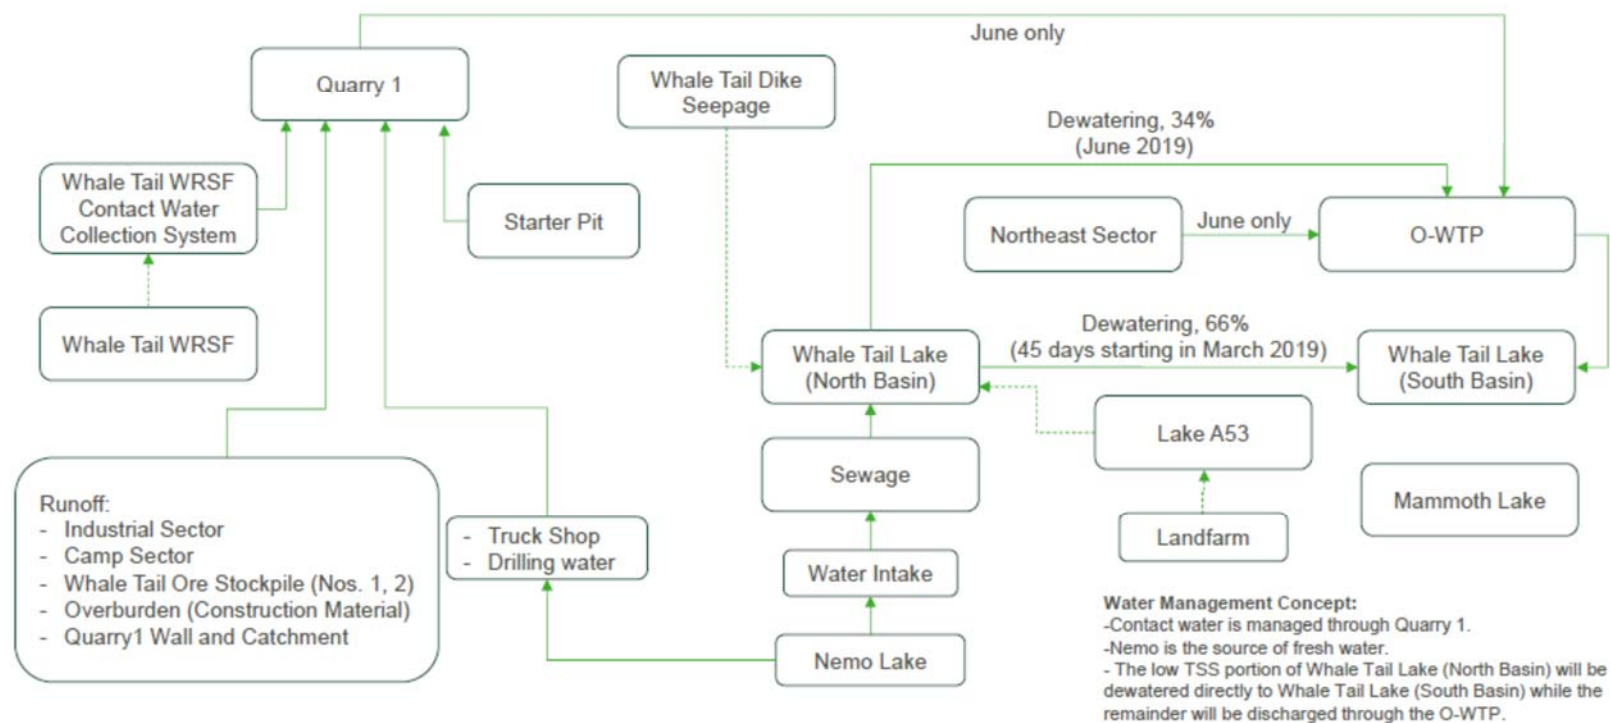 June only
Quarry 1
Whale Tail Dike
Seepage
Dewatering, 34%
(June 2019)
Whale Tail WRSF
Contact Water
Collection System
Starter Pit
Northeast Sector
June only
O-WTP
Whale Tail WRSF
Dewatering, 66%
(45 days starting in March 2019)
Whale Tail Lake
(North Basin)
Whale Tail Lake
(South Basin)
Lake A53
Sewage
Mammoth Lake
Runoff:
- Industrial Sector
- Camp Sector
- Whale Tail Ore Stockpile (Nos. 1, 2)
- Overburden (Construction Material)
- Quarry1 Wall and Catchment
- Truck Shop
- Drilling water
Landfarm
Water Intake
Nemo Lake
Water Management Concept:
-Contact water is managed through Quarry 1.
-Nemo is the source of fresh water.
- The low TSS portion of Whale Tail Lake (North Basin) will be
dewatered directly to Whale Tail Lake (South Basin) while the
remainder will be discharged through the O-WTP.